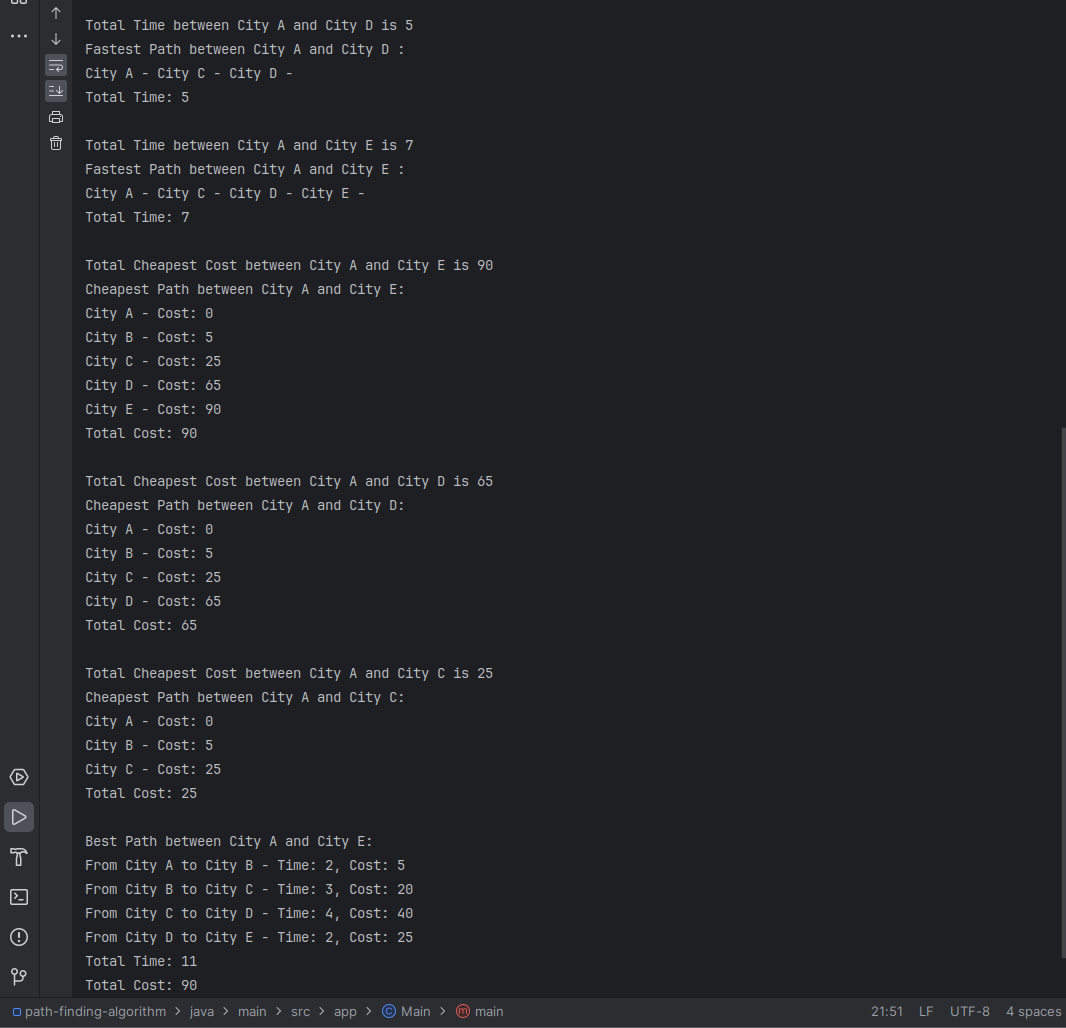 Total Time between City A and City D is 5
Fastest Path between City A and City D :
City A - City C - City D -
Total Time: 5
Total Time between City A and City E is 7
Fastest Path between City A and City E :
City A - City C - City D - City E -
Total Time: 7
Total Cheapest Cost between City A and City E is 90
Cheapest Path between City A and City E:
City A - Cost: 0
City B - Cost: 5
City C - Cost: 25
City D - Cost: 65
City E - Cost: 90
Total Cost: 90
Total Cheapest Cost between City A and City D is 65
Cheapest Path between City A and City D:
City A - Cost: 0
City B - Cost: 5
City C - Cost: 25
City D - Cost: 65
Total Cost: 65
Total Cheapest Cost between City A and City C is 25
Cheapest Path between City A and City C:
City A - Cost: 0
City B - Cost: 5
City C - Cost: 25
Total Cost: 25
Best Path between City A and City E:
From City A to City B - Time: 2, Cost: 5
From City B to City C - Time: 3, Cost: 20
From City C to City D - Time: 4, Cost: 40
From City D to City E - Time: 2, Cost: 25
Total Time: 11
Total Cost: 90
path-finding-algorithm > java > main > src > app > C Main > m main 21:51 LF UTF-8 4 spaces